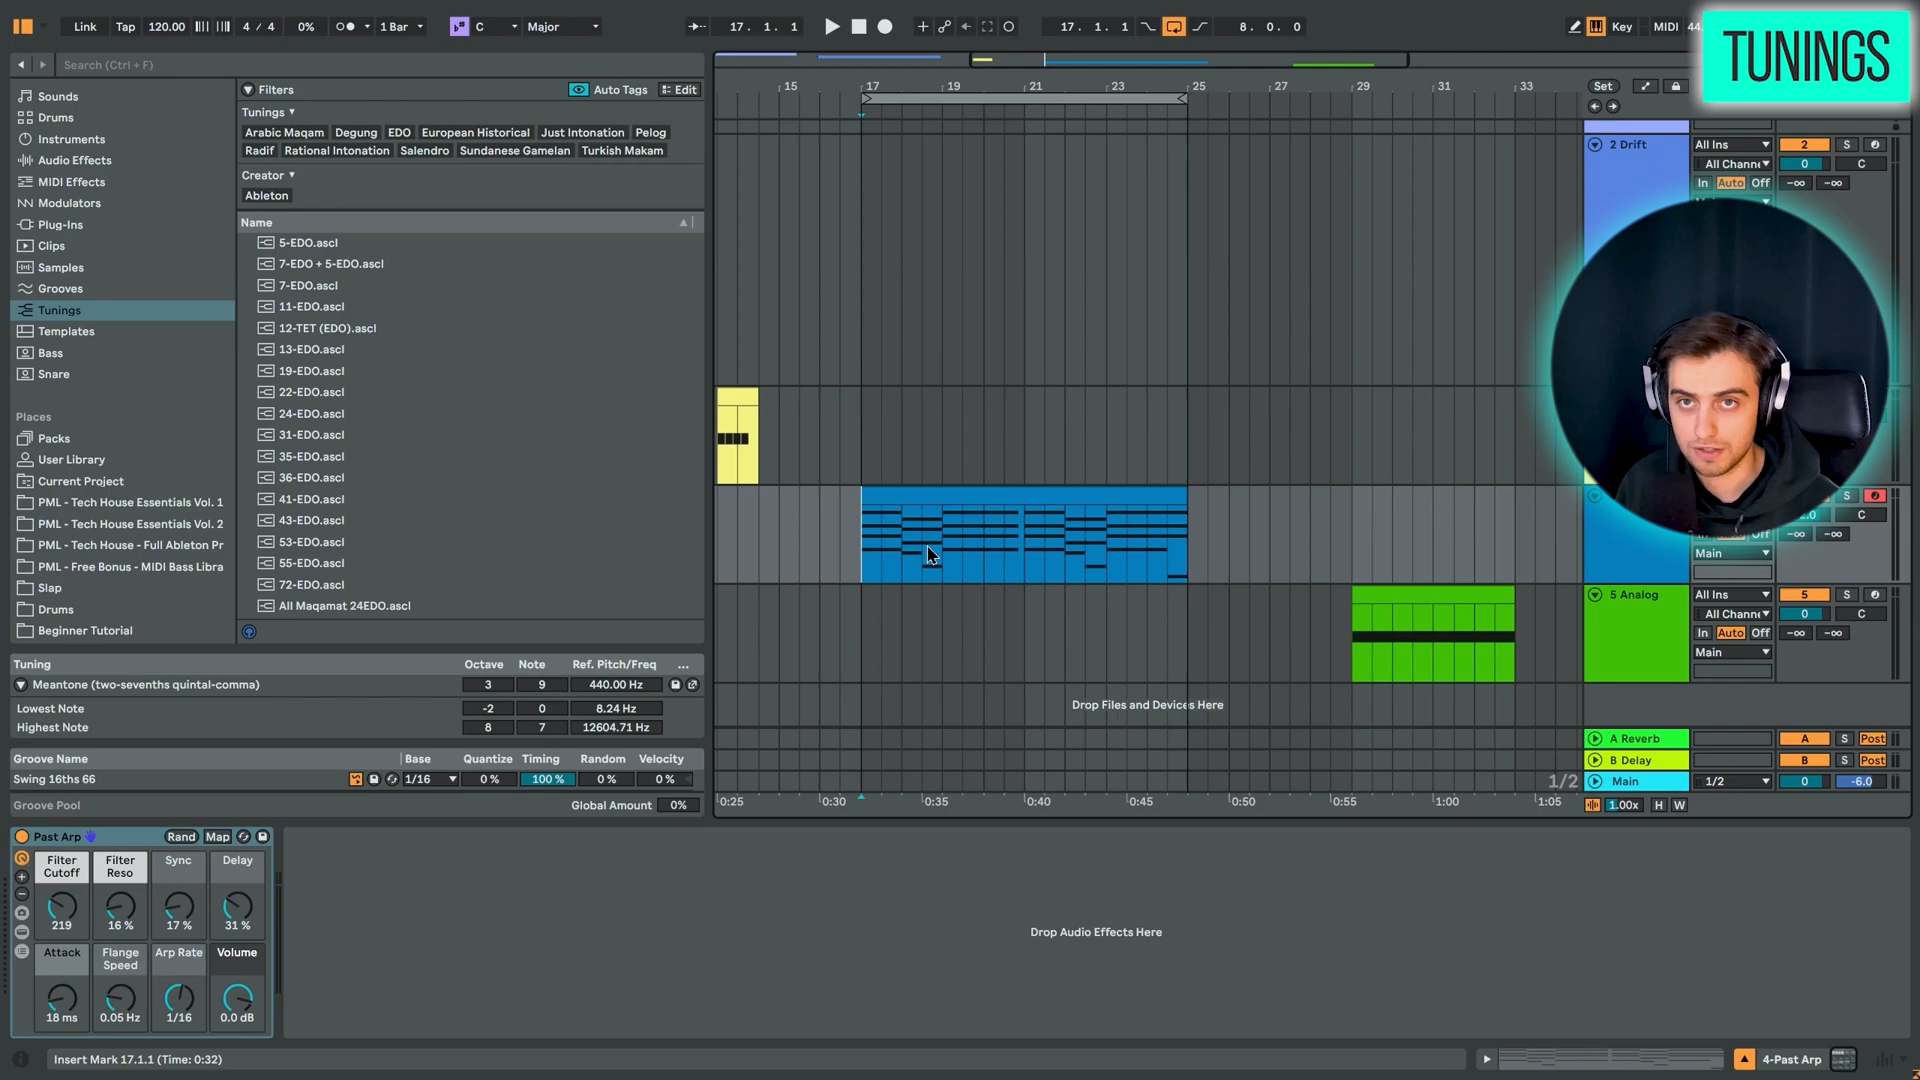 Link Tap 120.00 4 / 4 0% 1 Bar C Major 17. 1. 1 17. 1. 1 8. 0. 0 Key MIDI 44
TUNINGS
Search (Ctrl + F)
Sounds
Drums
Instruments
Audio Effects
MIDI Effects
Modulators
Plug-Ins
Clips
Samples
Grooves
Tunings
Templates
Bass
Snare
Places
Packs
User Library
Current Project
PML - Tech House Essentials Vol. 1
PML - Tech House Essentials Vol. 2
PML - Tech House - Full Ableton Pr
PML - Free Bonus - MIDI Bass Libra
Slap
Drums
Beginner Tutorial
Filters Auto Tags Edit
Tunings
Arabic Maqam Degung EDO European Historical Just Intonation Pelog
Radif Rational Intonation Salendro Sundanese Gamelan Turkish Makam
Creator
Ableton
Name
5-EDO.ascl
7-EDO + 5-EDO.ascl
7-EDO.ascl
11-EDO.ascl
12-TET (EDO).ascl
13-EDO.ascl
19-EDO.ascl
22-EDO.ascl
24-EDO.ascl
31-EDO.ascl
35-EDO.ascl
36-EDO.ascl
41-EDO.ascl
43-EDO.ascl
53-EDO.ascl
55-EDO.ascl
72-EDO.ascl
All Maqamat 24EDO.ascl
15 17 19 21 23 25 27 29 31 33 Set
2 Drift All Ins 2 S
All Channe 0 C
In Auto Off -∞ -∞
S
C
-∞ -∞
Main
5 Analog All Ins 5 S
All Channe 0 C
In Auto Off -∞ -∞
Main
Drop Files and Devices Here
A Reverb A S Post
B Delay B S Post
1/2 Main 1/2 0 -6.0
0:25 0:30 0:35 0:40 0:45 0:50 0:55 1:00 1:05 1.00x H W
Tuning Octave Note Ref. Pitch/Freq ...
Meantone (two-sevenths quintal-comma) 3 9 440.00 Hz
Lowest Note -2 0 8.24 Hz
Highest Note 8 7 12604.71 Hz
Groove Name Base Quantize Timing Random Velocity
Swing 16ths 66 1/16 0 % 100 % 0 % 0 %
Groove Pool Global Amount 0%
Past Arp Rand Map
Filter Cutoff Filter Reso Sync Delay
219 16 % 17 % 31 %
Attack Flange Speed Arp Rate Volume
18 ms 0.05 Hz 1/16 0.0 dB
Drop Audio Effects Here
Insert Mark 17.1.1 (Time: 0:32) 4-Past Arp